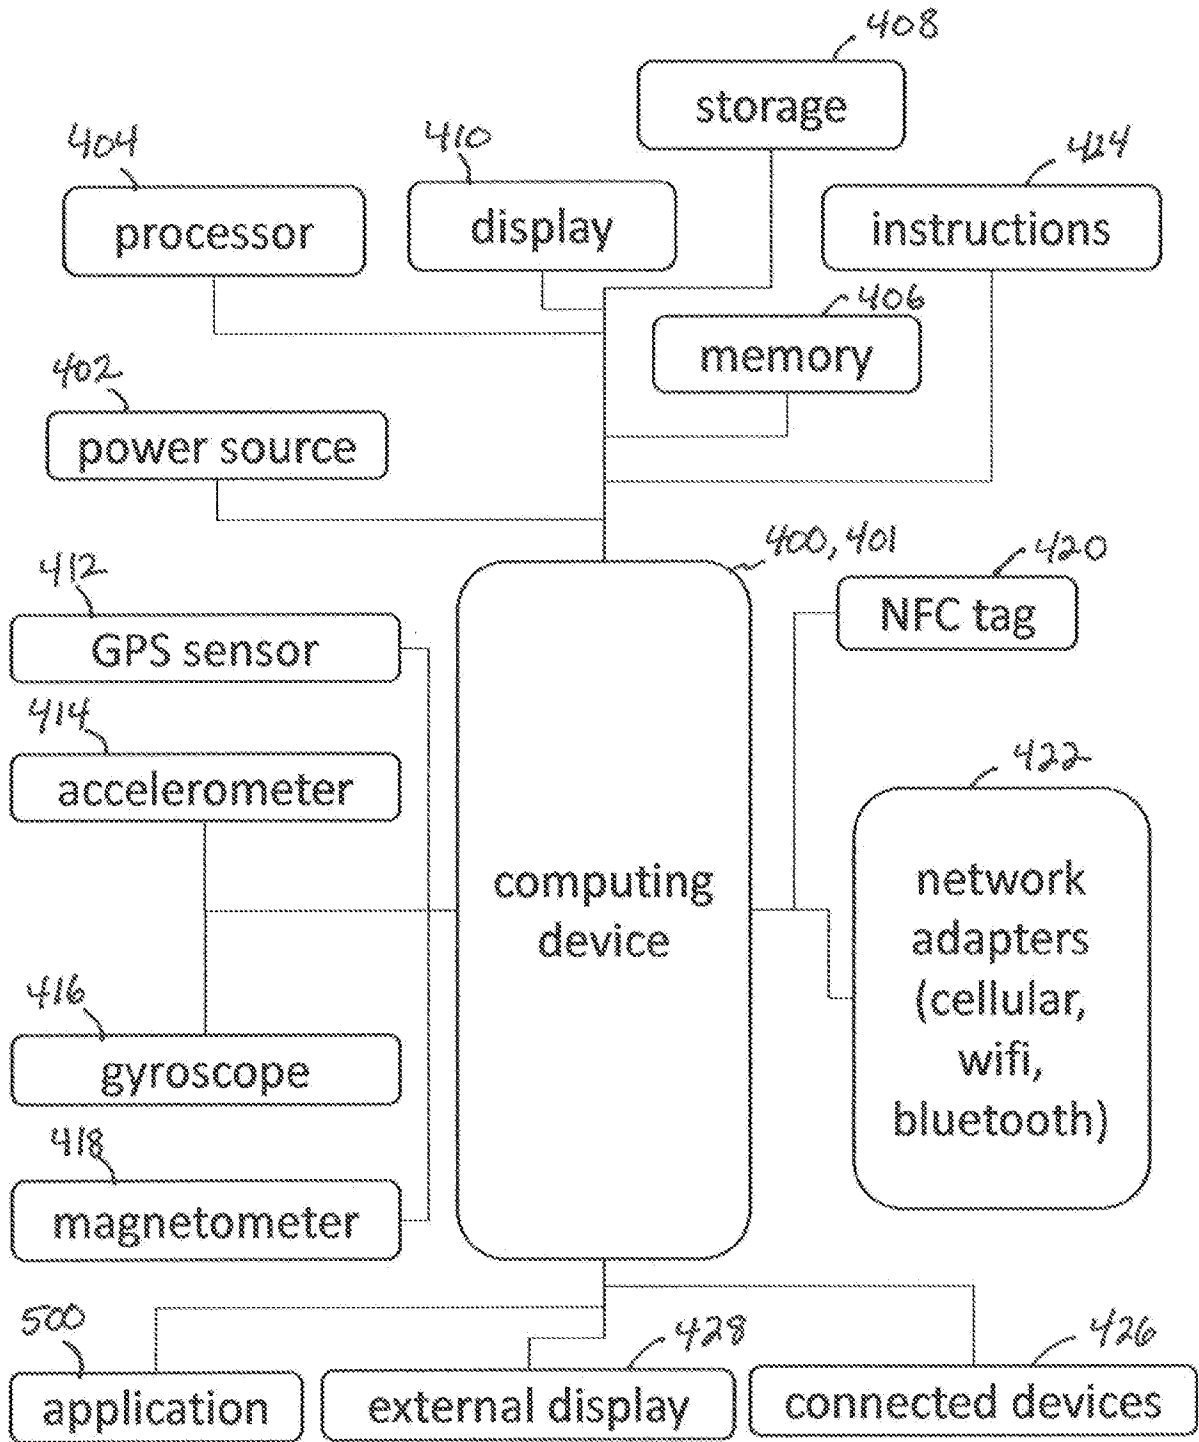 408
storage
404
processor
410
display
424
instructions
406
memory
402
power source
400, 401
computing
device
412
GPS sensor
414
accelerometer
416
gyroscope
418
magnetometer
420
NFC tag
422
network
adapters
(cellular,
wifi,
bluetooth)
500
application
428
external display
426
connected devices